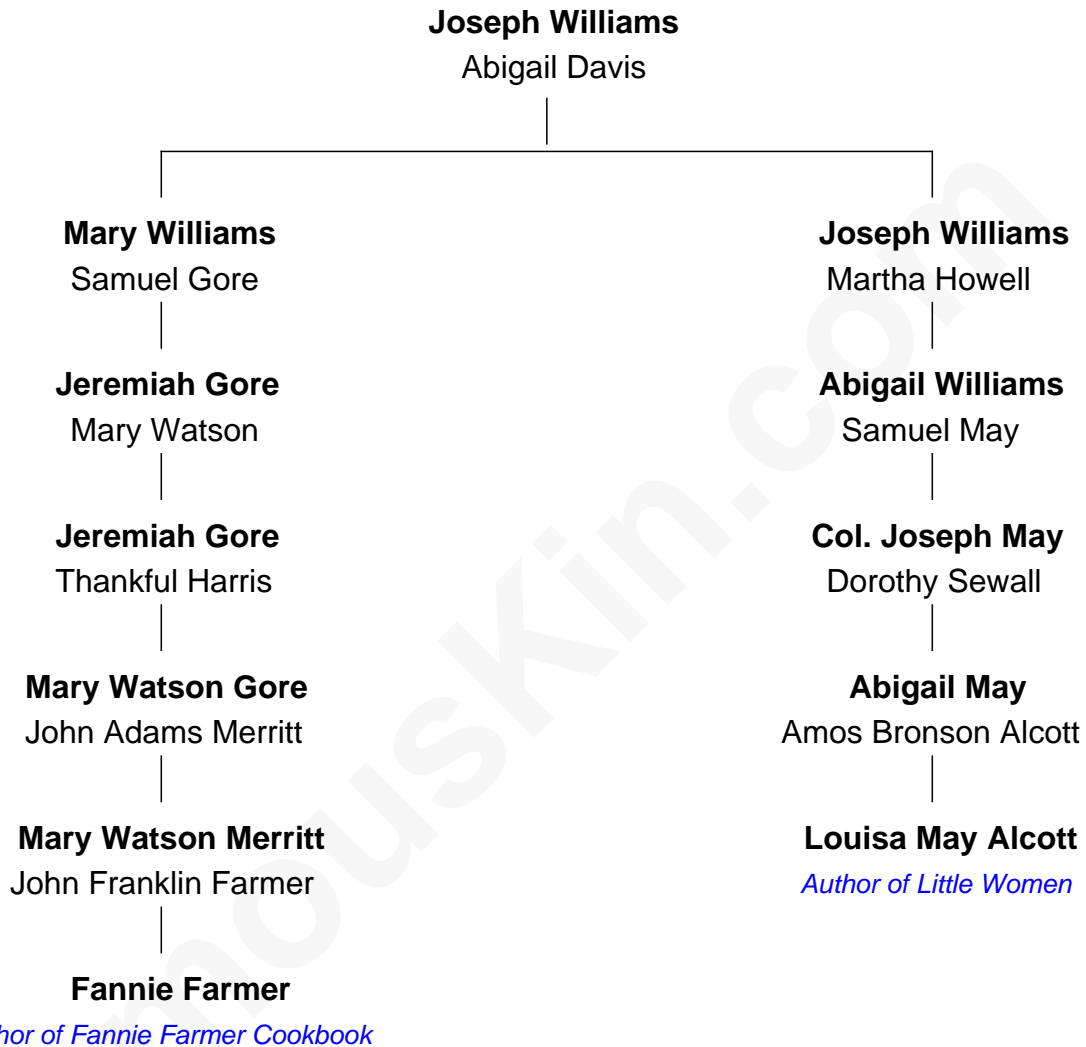 Joseph Williams
Abigail Davis
Mary Williams
Samuel Gore
Joseph Williams
Martha Howell
Jeremiah Gore
Mary Watson
Abigail Williams
Samuel May
Jeremiah Gore
Thankful Harris
Col. Joseph May
Dorothy Sewall
Mary Watson Gore
John Adams Merritt
Abigail May
Amos Bronson Alcott
Mary Watson Merritt
John Franklin Farmer
Louisa May Alcott
Author of Little Women
Fannie Farmer
hor of Fannie Farmer Cookbook
mouskin.com